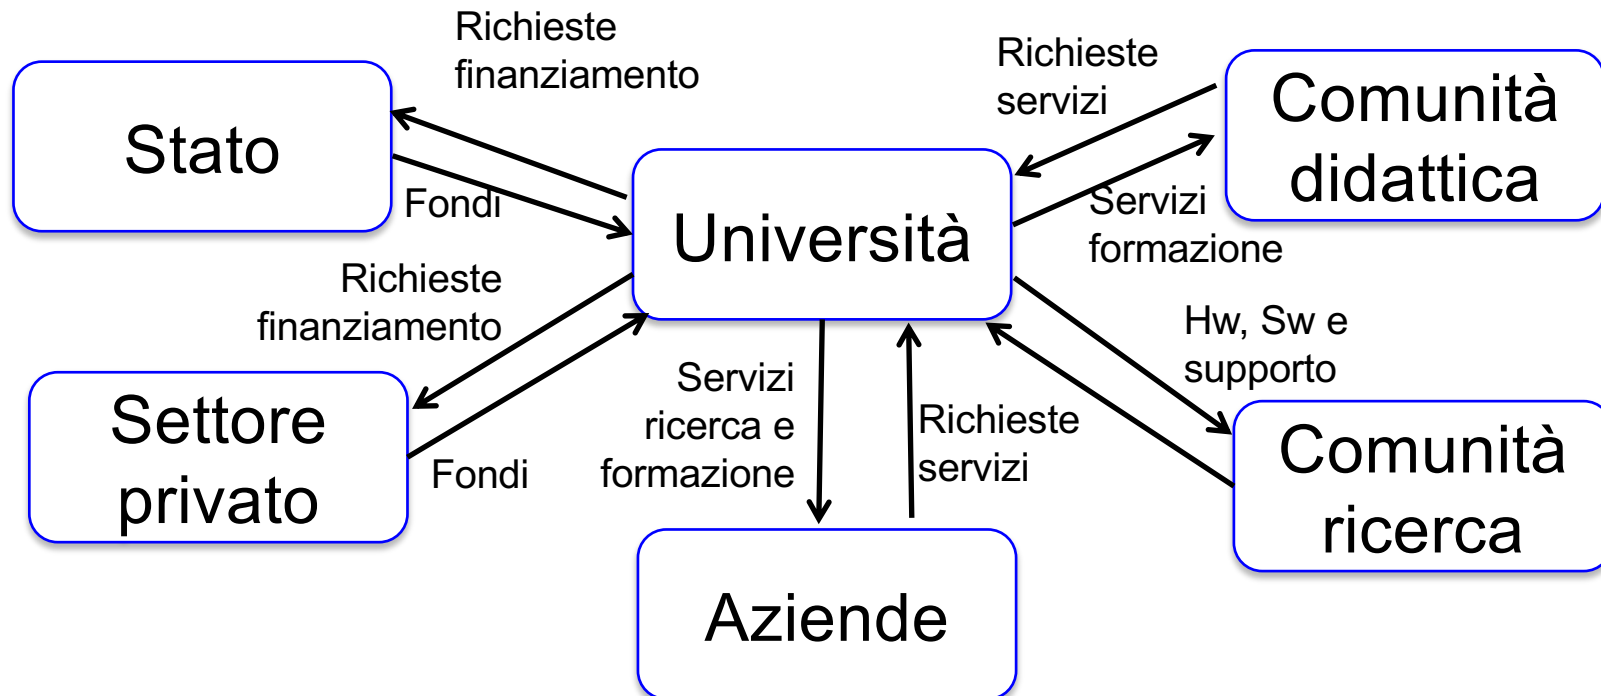 Richieste
finanziamento
Stato
Fondi
Richieste
servizi
Comunità
didattica
Università
Servizi
formazione
Richieste
finanziamento
Settore
privato
Fondi
Servizi
ricerca e
formazione
Richieste
servizi
Hw, Sw e
supporto
Comunità
ricerca
Aziende